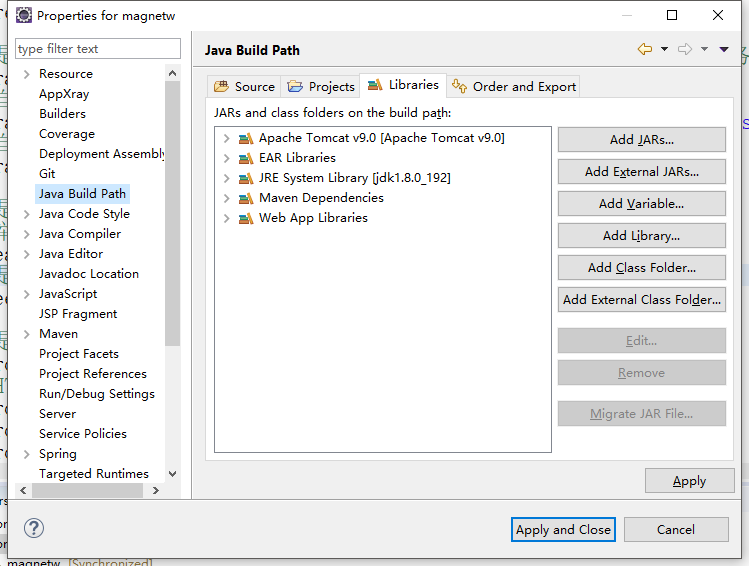 Properties for magnetw
type filter text
Resource
AppXray
Builders
Coverage
Deployment Assembly
Git
Java Build Path
Java Code Style
Java Compiler
Java Editor
Javadoc Location
JavaScript
JSP Fragment
Maven
Project Facets
Project References
Run/Debug Settings
Server
Service Policies
Spring
Targeted Runtimes
Java Build Path
Source
Projects
Libraries
Order and Export
JARs and class folders on the build path:
Apache Tomcat v9.0 [Apache Tomcat v9.0]
EAR Libraries
JRE System Library [jdk1.8.0_192]
Maven Dependencies
Web App Libraries
Add JARs...
Add External JARs...
Add Variable...
Add Library...
Add Class Folder...
Add External Class Folder...
Edit...
Remove
Migrate JAR File...
Apply
Apply and Close
Cancel
magnetw [Synchronized]